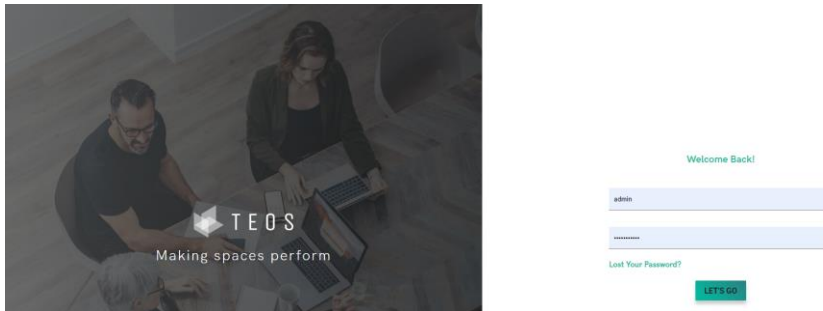 TEOS
Making spaces perform
Welcome Back!
admin
•••••••••••
Lost Your Password?
LET'S GO